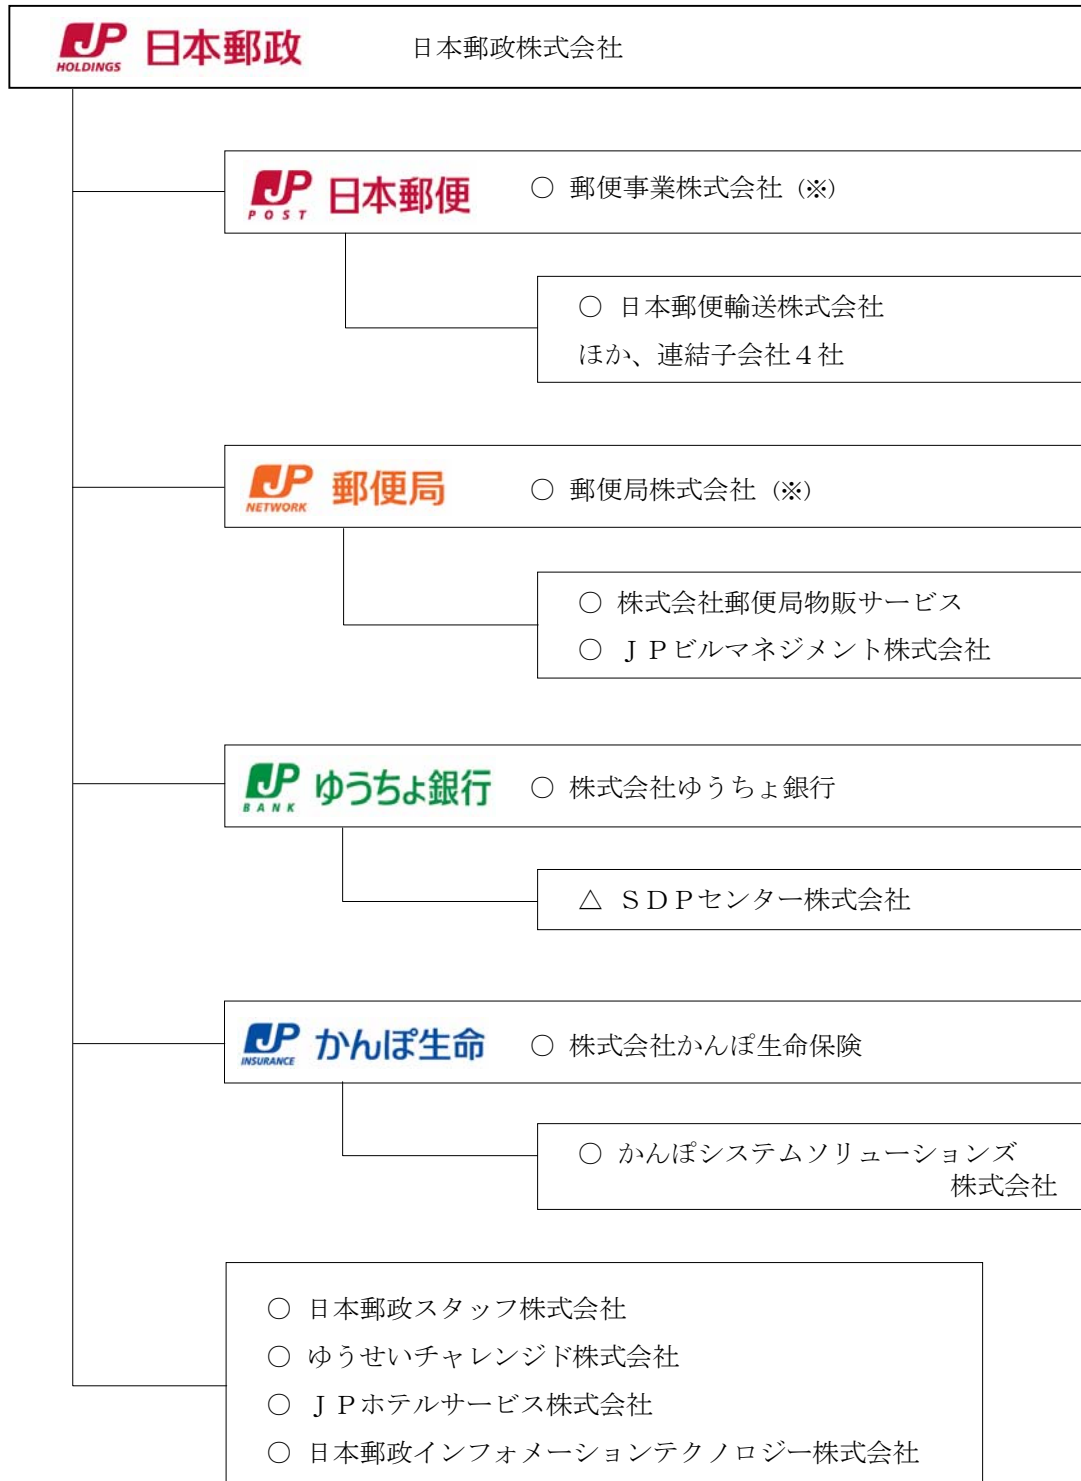 JP 日本郵政 日本郵政株式会社
HOLDINGS
JP 日本郵便 ○ 郵便事業株式会社 (※)
POST
○ 日本郵便輸送株式会社
ほか、連結子会社４社
JP 郵便局 ○ 郵便局株式会社 (※)
NETWORK
○ 株式会社郵便局物販サービス
○ ＪＰビルマネジメント株式会社
JP ゆうちょ銀行 ○ 株式会社ゆうちょ銀行
BANK
△ ＳＤＰセンター株式会社
JP かんぽ生命 ○ 株式会社かんぽ生命保険
INSURANCE
○ かんぽシステムソリューションズ
株式会社
○ 日本郵政スタッフ株式会社
○ ゆうせいチャレンジド株式会社
○ ＪＰホテルサービス株式会社
○ 日本郵政インフォメーションテクノロジー株式会社